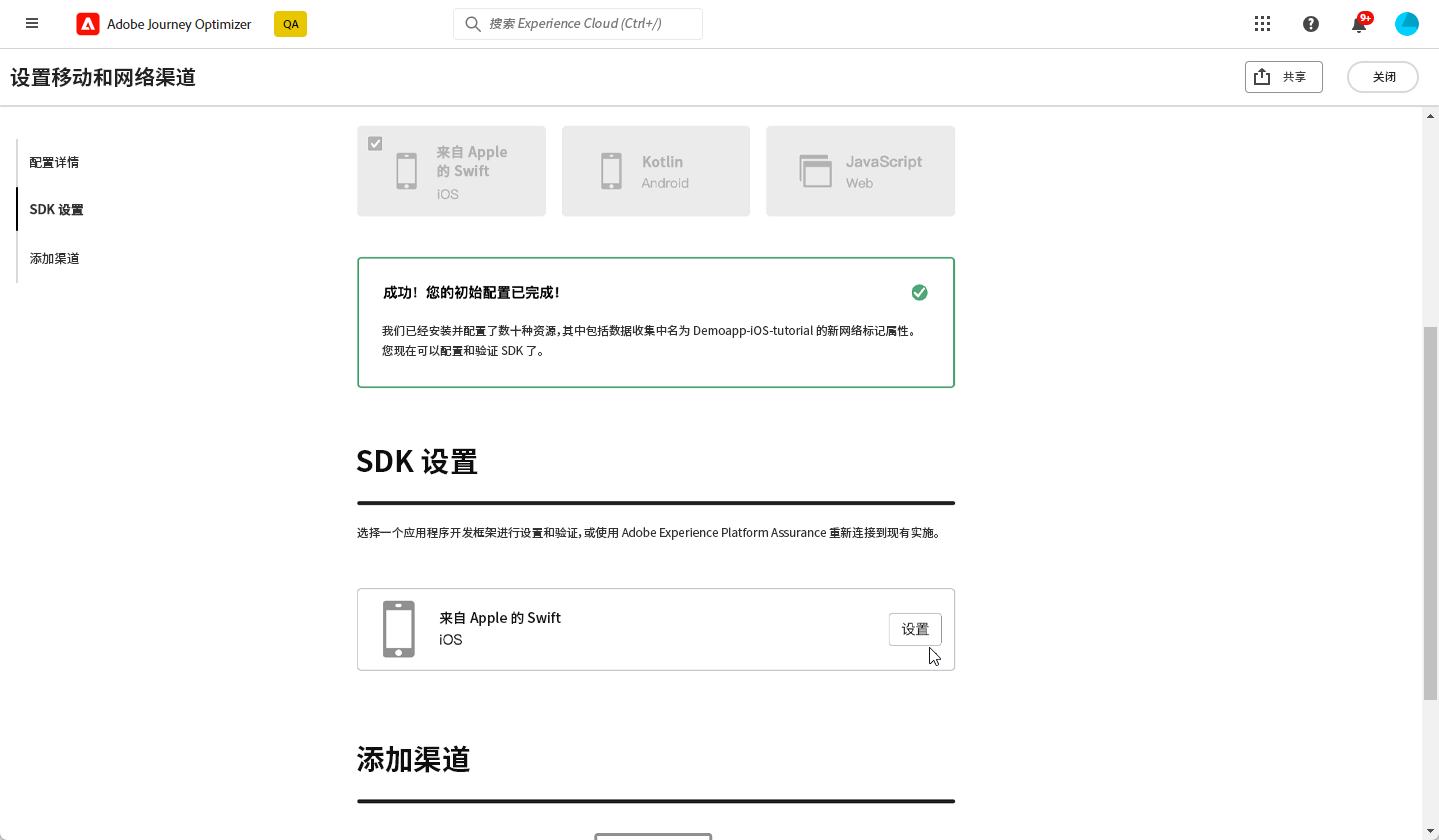 Adobe Journey Optimizer
QA
搜索 Experience Cloud (Ctrl+/)
9+
设置移动和网络渠道
共享
关闭
配置详情
SDK 设置
添加渠道
来自 Apple
的 Swift
iOS
Kotlin
Android
JavaScript
Web
成功！您的初始配置已完成！
我们已经安装并配置了数十种资源，其中包括数据收集中名为 Demoapp-iOS-tutorial 的新网络标记属性。
您现在可以配置和验证 SDK 了。
SDK 设置
选择一个应用程序开发框架进行设置和验证，或使用 Adobe Experience Platform Assurance 重新连接到现有实施。
来自 Apple 的 Swift
iOS
设置
添加渠道